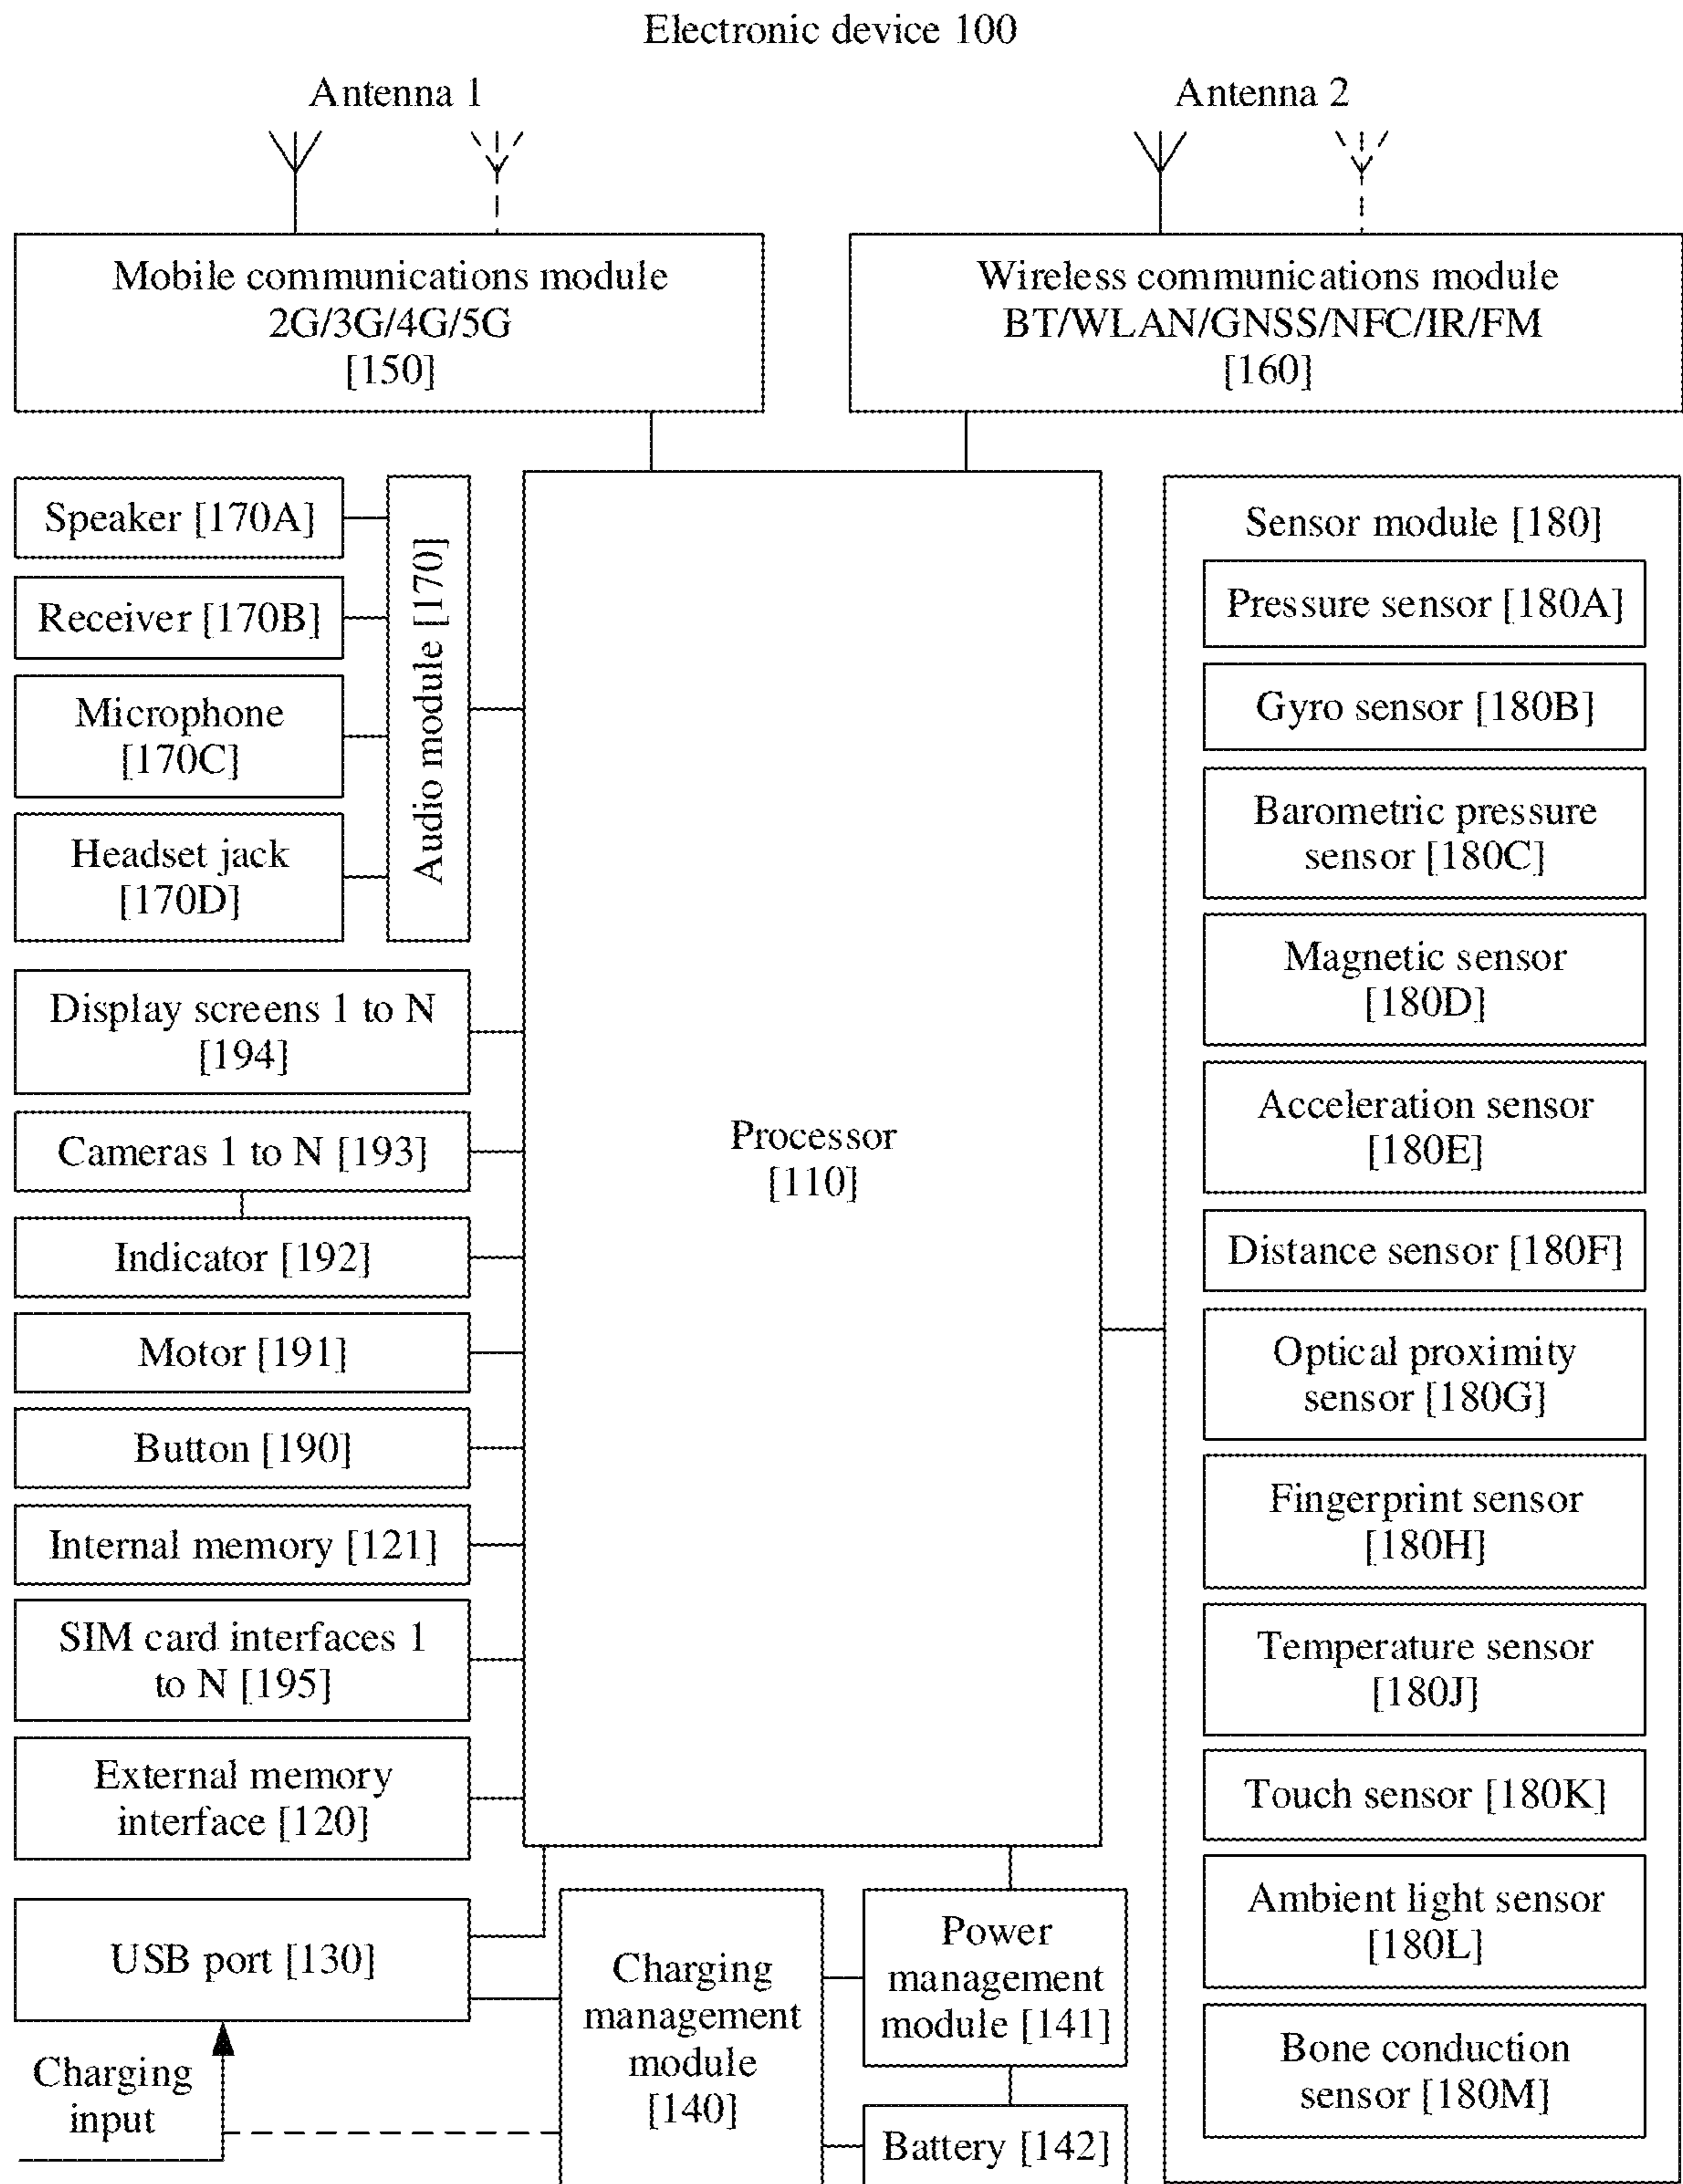 Electronic device 100
Antenna 1
Antenna 2
Mobile communications module
2G/3G/4G/5G
[150]
Wireless communications module
BT/WLAN/GNSS/NFC/IR/FM
[160]
Speaker [170A]
Receiver [170B]
Microphone
[170C]
Headset jack
[170D]
Audio module [170]
Display screens 1 to N
[194]
Cameras 1 to N [193]
Indicator [192]
Motor [191]
Button [190]
Internal memory [121]
SIM card interfaces 1
to N [195]
External memory
interface [120]
USB port [130]
Charging
input
Processor
[110]
Charging
management
module
[140]
Power
management
module [141]
Battery [142]
Sensor module [180]
Pressure sensor [180A]
Gyro sensor [180B]
Barometric pressure
sensor [180C]
Magnetic sensor
[180D]
Acceleration sensor
[180E]
Distance sensor [180F]
Optical proximity
sensor [180G]
Fingerprint sensor
[180H]
Temperature sensor
[180J]
Touch sensor [180K]
Ambient light sensor
[180L]
Bone conduction
sensor [180M]